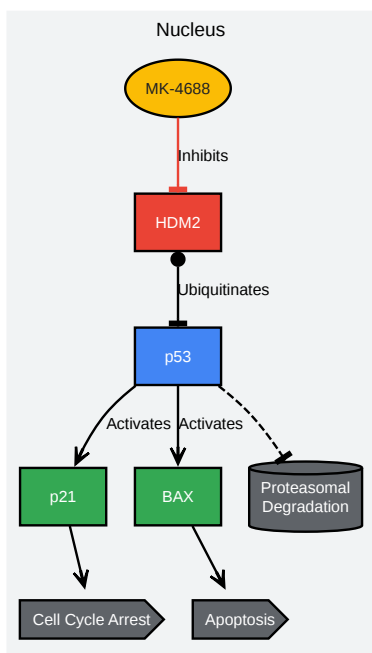 Nucleus
MK-4688
Inhibits
HDM2
Ubiquitinates
p53
Activates
Activates
p21
BAX
Proteasomal
Degradation
Cell Cycle Arrest
Apoptosis